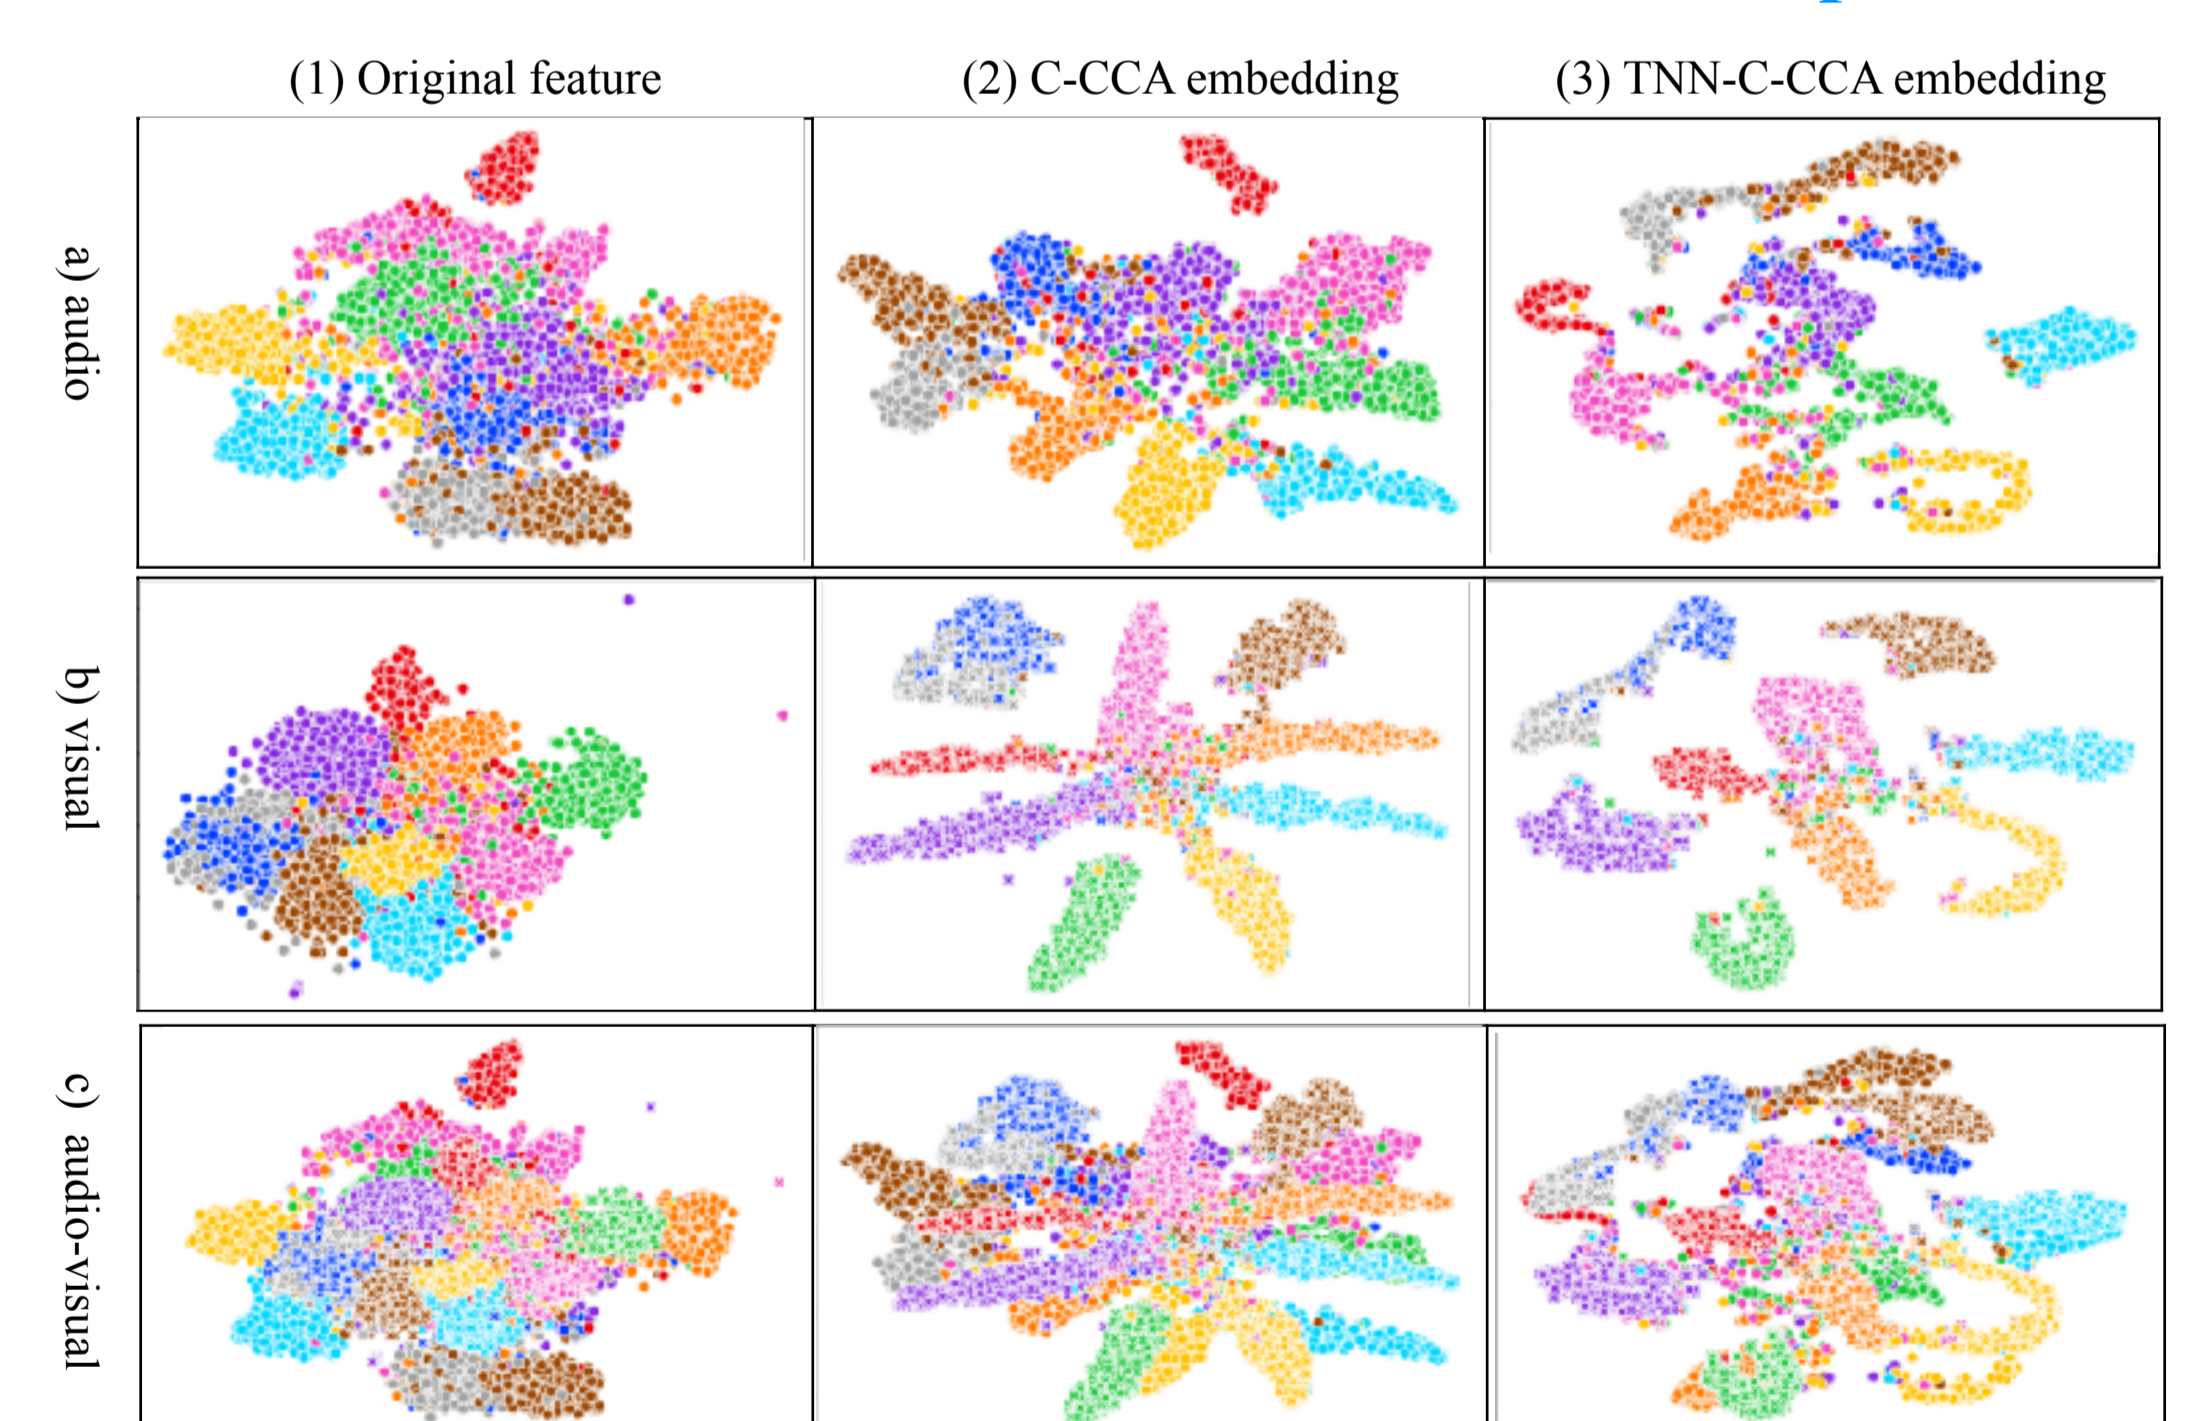 (1) Original feature
(2) C-CCA embedding
(3) TNN-C-CCA embedding
a) audio
b) visual
c) audio-visual